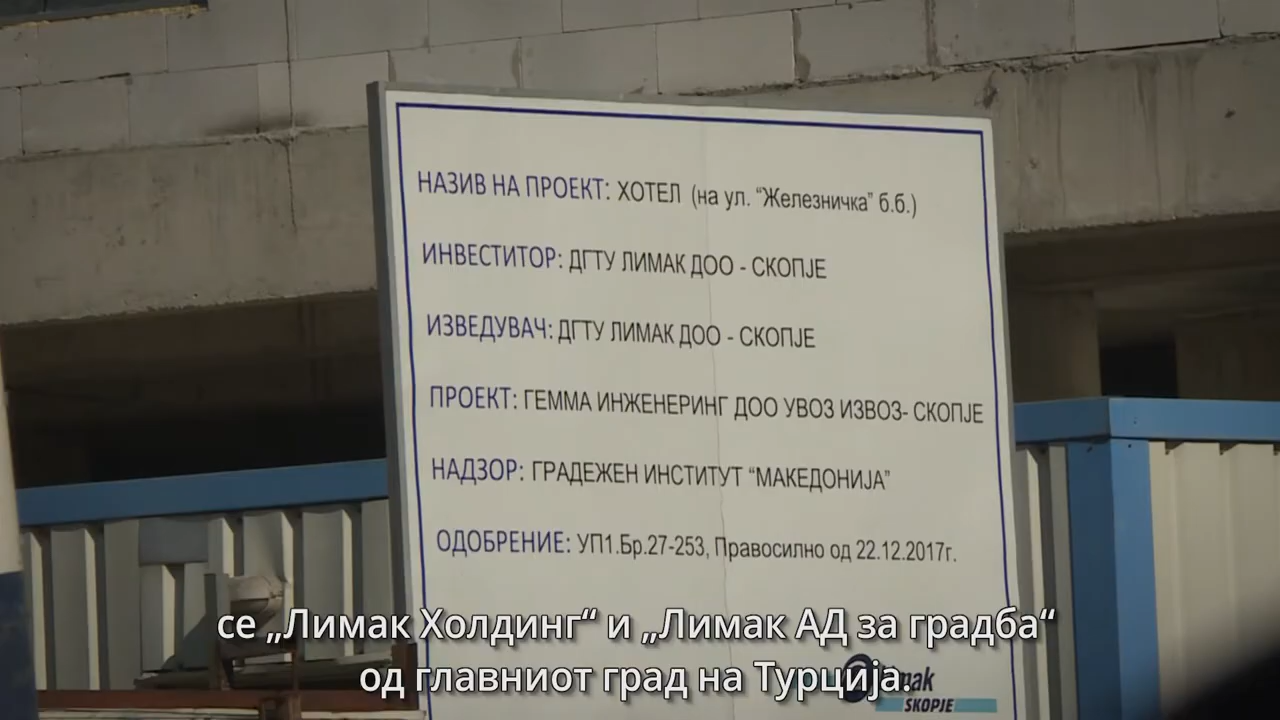 НАЗИВ НА ПРОЕКТ: ХОТЕЛ (на ул. “Железничка” б.б.)
ИНВЕСТИТОР: ДГТУ ЛИМАК ДОО - СКОПЈЕ
ИЗВЕДУВАЧ: ДГТУ ЛИМАК ДОО - СКОПЈЕ
ПРОЕКТ: ГЕММА ИНЖЕНЕРИНГ ДОО УВОЗ ИЗВОЗ- СКОПЈЕ
НАДЗОР: ГРАДЕЖЕН ИНСТИТУТ “МАКЕДОНИЈА”
ОДОБРЕНИЕ: УП1.Бр.27-253, Правосилно од 22.12.2017г.
се „Лимак Холдинг“ и „Лимак АД за градба“
од главниот град на Турција.
SKOPJE